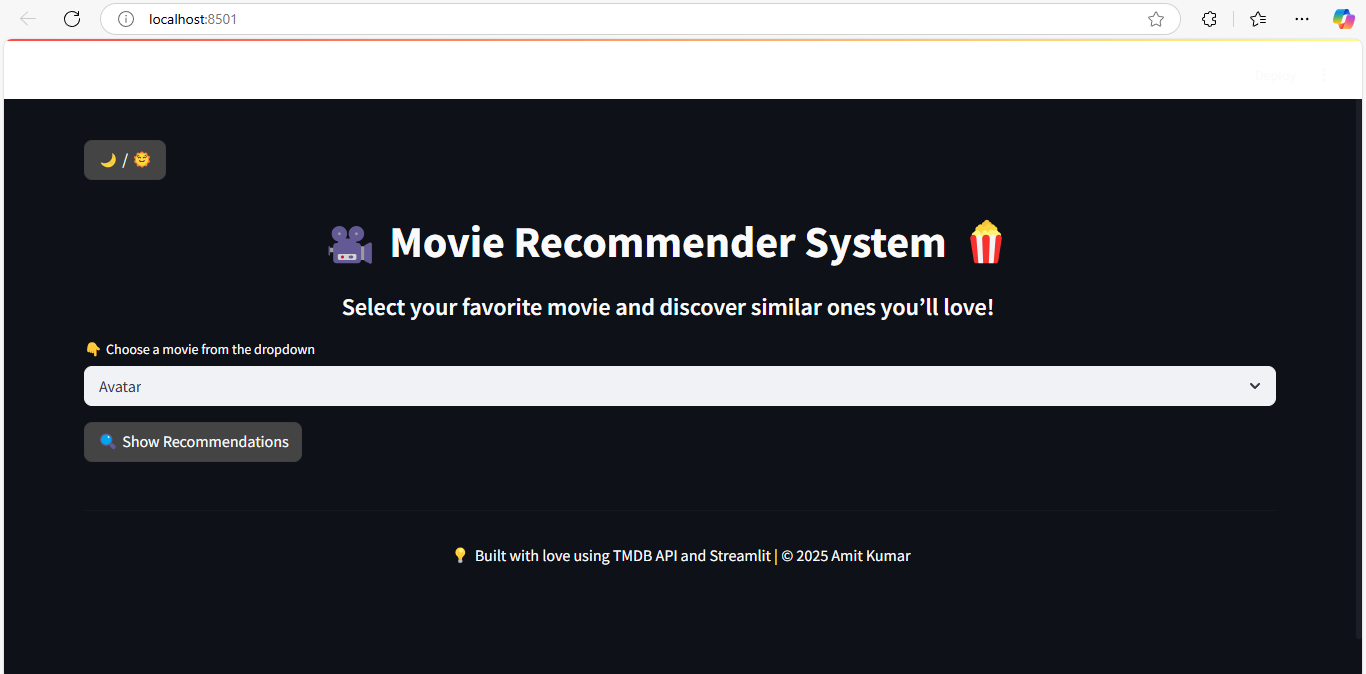 localhost:8501
Deploy
🌙 / 🌞
🎥 Movie Recommender System 🍿
Select your favorite movie and discover similar ones you’ll love!
👇 Choose a movie from the dropdown
Avatar
🔍 Show Recommendations
💡 Built with love using TMDB API and Streamlit | © 2025 Amit Kumar